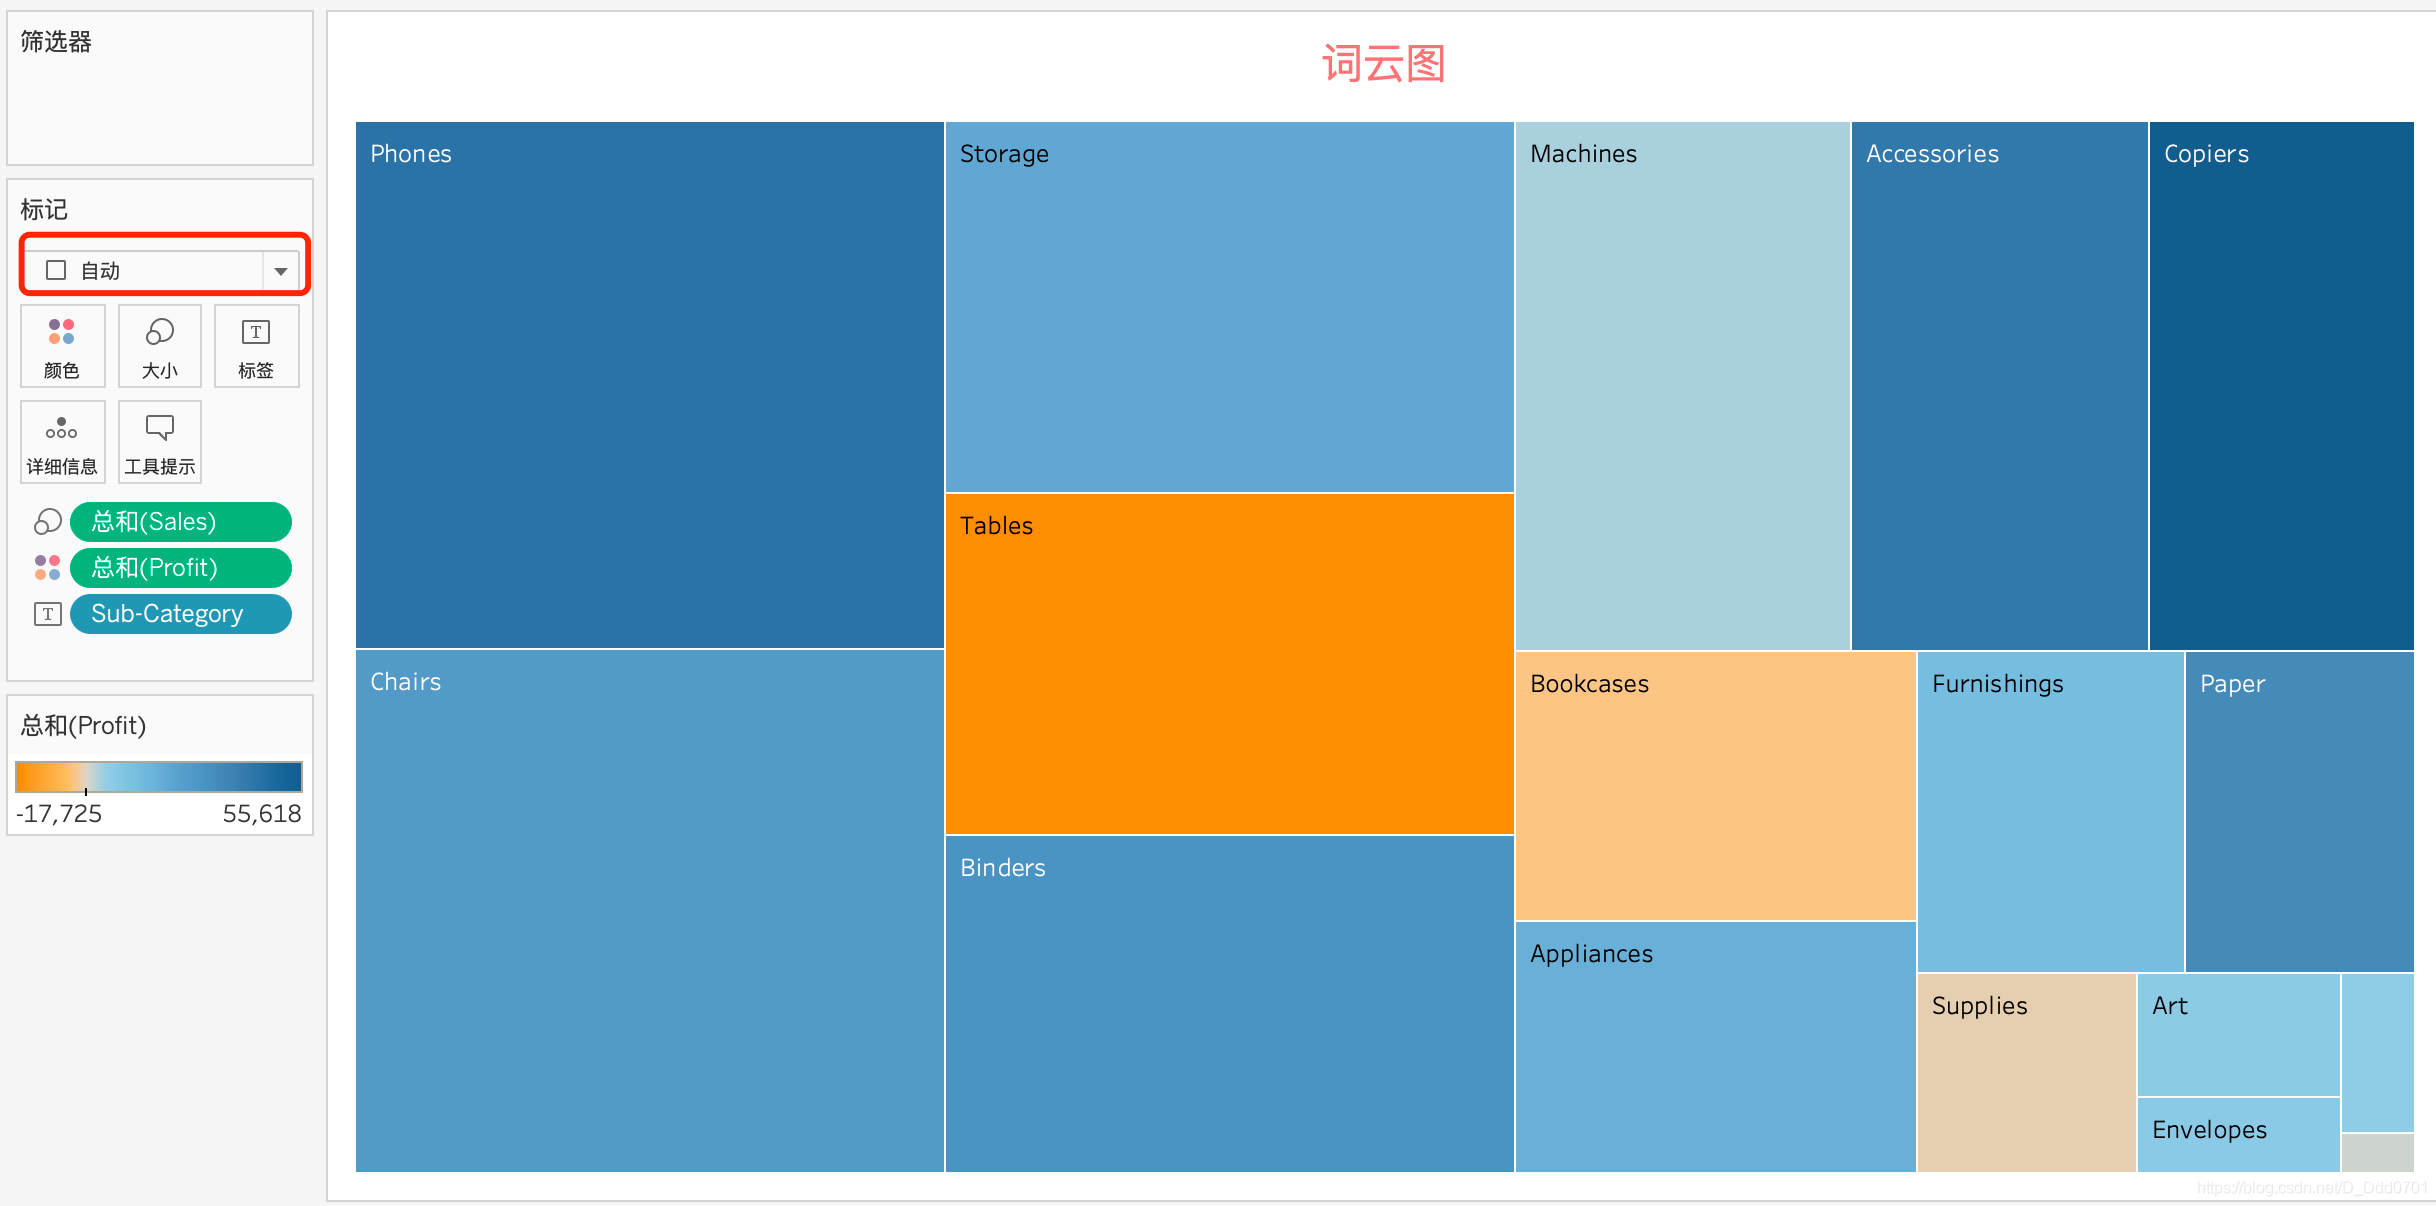 筛选器
标记
自动
颜色
大小
标签
详细信息
工具提示
总和(Sales)
总和(Profit)
Sub-Category
总和(Profit)
-17,725
55,618
词云图
Phones
Storage
Machines
Accessories
Copiers
Tables
Chairs
Bookcases
Furnishings
Paper
Binders
Appliances
Supplies
Art
Envelopes
https://blog.csdn.net/D_Ddd0701